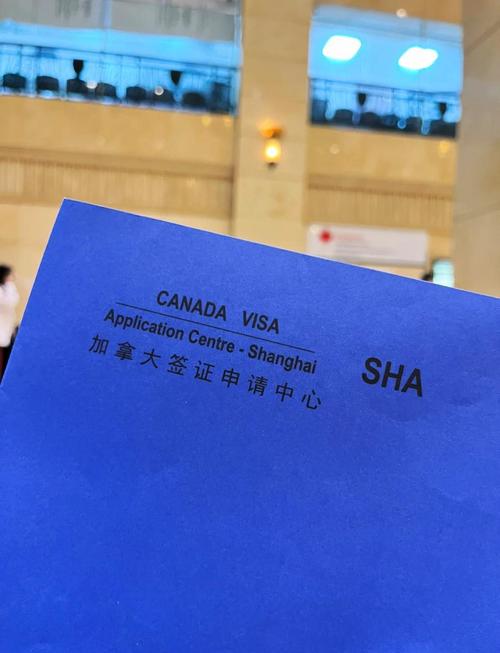 CANADA VISA
Application Centre - Shanghai
加拿大签证申请中心
SHA